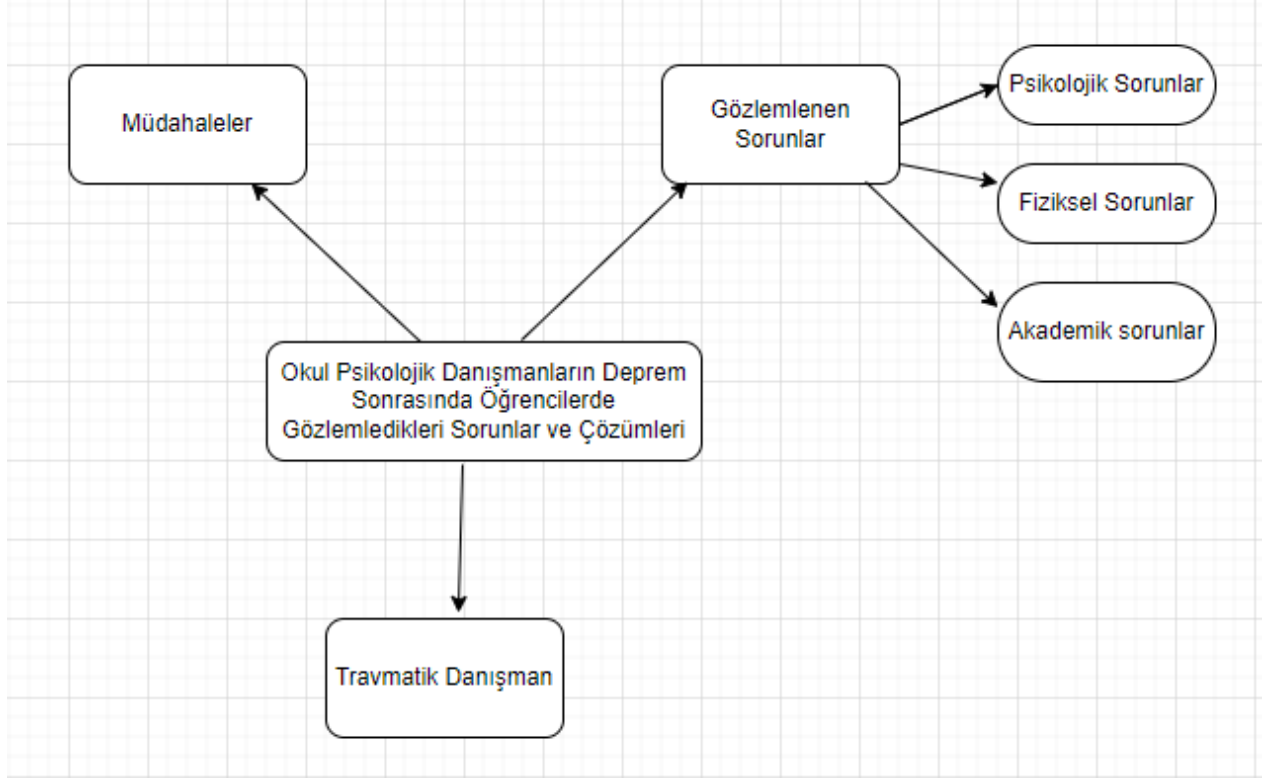 Müdahaleler
Gözlemlenen
Sorunlar
Psikolojik Sorunlar
Fiziksel Sorunlar
Akademik sorunlar
Okul Psikolojik Danışmanların Deprem
Sonrasında Öğrencilerde
Gözlemledikleri Sorunlar ve Çözümleri
Travmatik Danışman